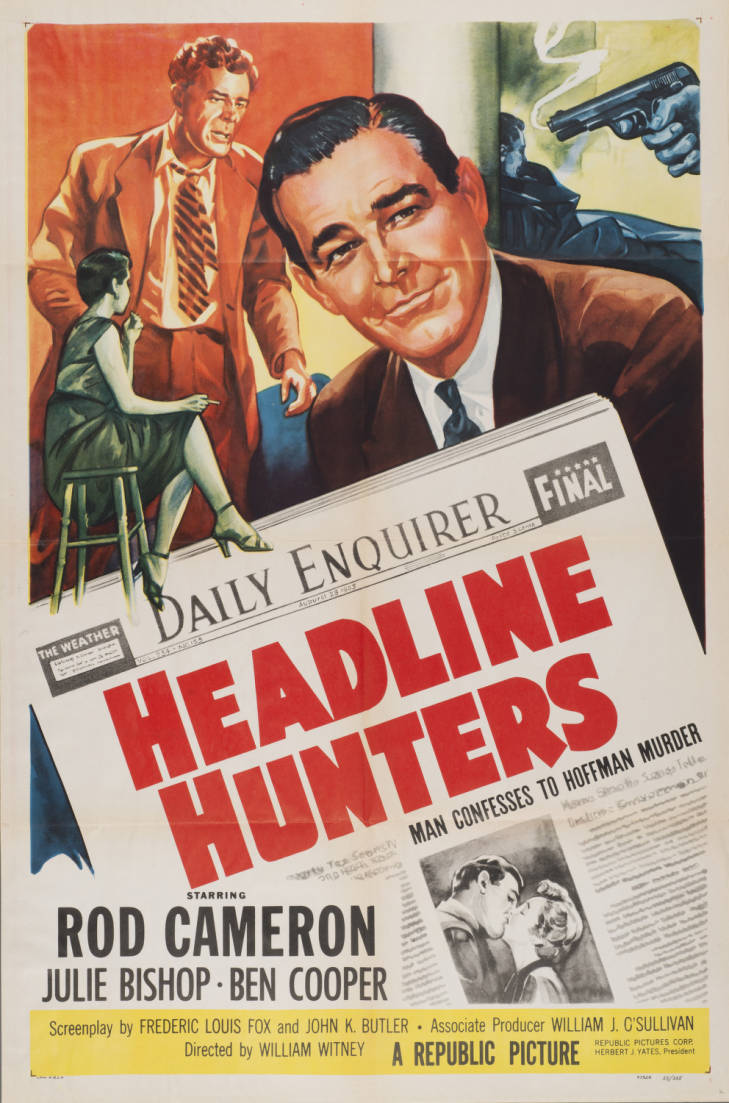 DAILY ENQUIRER
FINAL
THE WEATHER
HEADLINE
HUNTERS
MAN CONFESSES TO HOFFMAN MURDER
STARRING
ROD CAMERON
JULIE BISHOP · BEN COOPER
Screenplay by FREDERIC LOUIS FOX and JOHN K. BUTLER • Associate Producer WILLIAM J. O'SULLIVAN
Directed by WILLIAM WITNEY A REPUBLIC PICTURE REPUBLIC PICTURES CORP.
HERBERT J. YATES, President
55/345